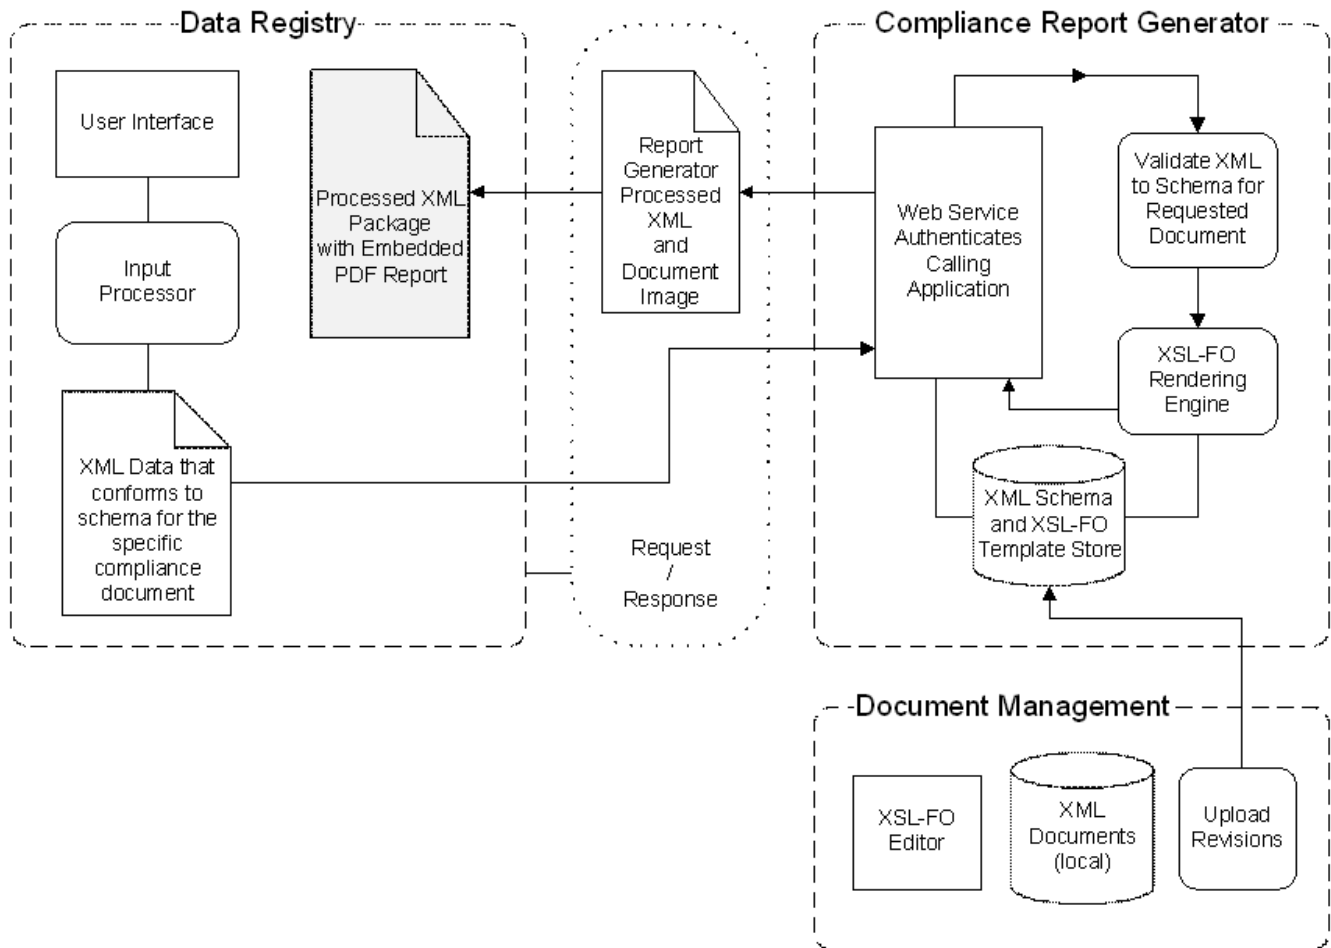 Data Registry
User Interface
Input
Processor
XML Data that
conforms to
schema for the
specific
compliance
document
Processed XML
Package
with Embedded
PDF Report
Report
Generator
Processed
XML
and
Document
Image
Request
/
Response
Compliance Report Generator
Web Service
Authenticates
Calling
Application
Validate XML
to Schema for
Requested
Document
XSL-FO
Rendering
Engine
XML Schema
and XSL-FO
Template Store
Document Management
XSL-FO
Editor
XML
Documents
(local)
Upload
Revisions